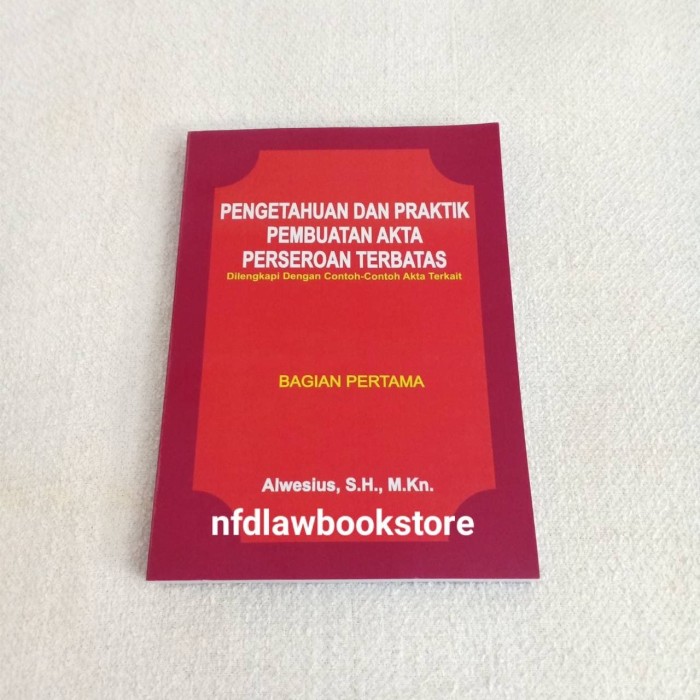 PENGETAHUAN DAN PRAKTIK
PEMBUATAN AKTA
PERSEROAN TERBATAS
Dilengkapi Dengan Contoh-Contoh Akta Terkait
BAGIAN PERTAMA
Alwesius, S.H., M.Kn.
nfdlawbookstore